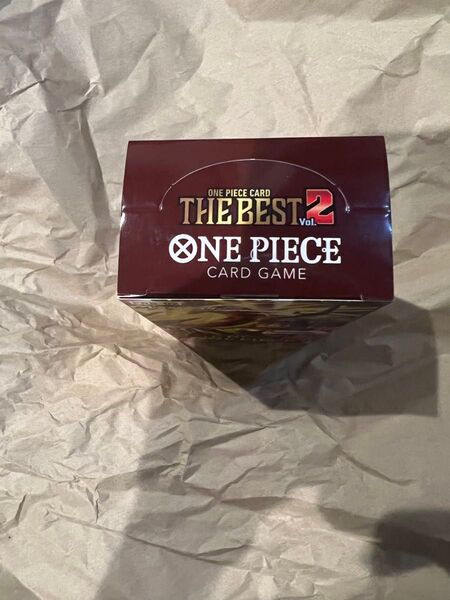 ONE PIECE CARD
THE BEST Vol.2
ONE PIECE
CARD GAME